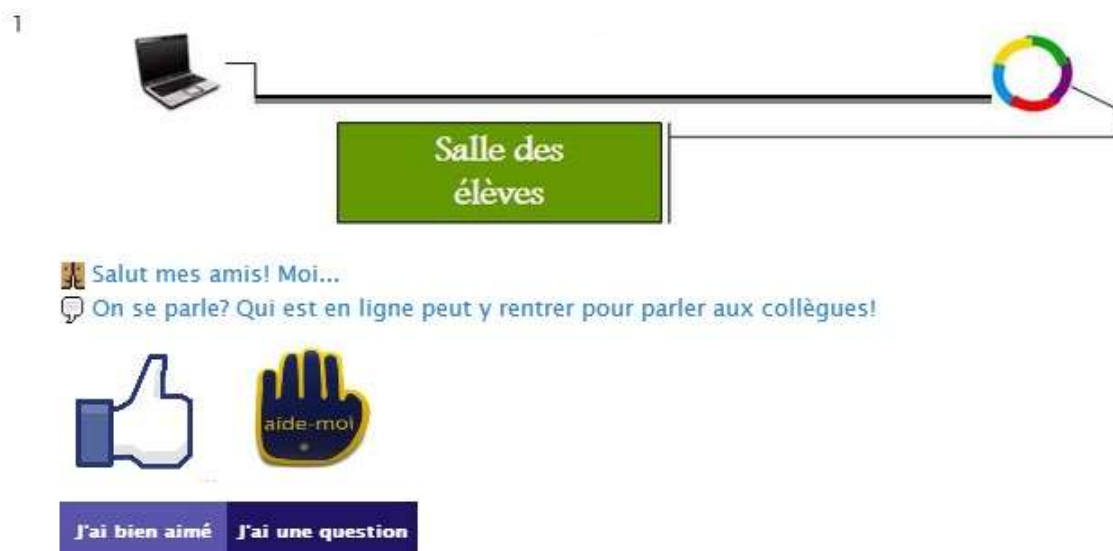 1
Salle des
élèves
Salut mes amis! Moi...
On se parle? Qui est en ligne peut y rentrer pour parler aux collègues!
aide-moi
J'ai bien aimé J'ai une question